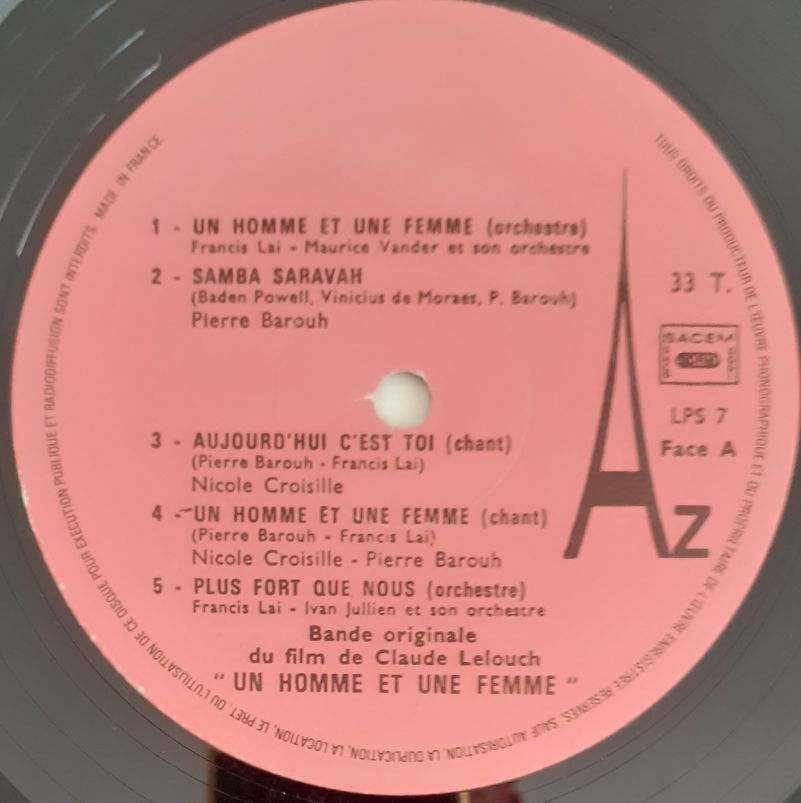 1 - UN HOMME ET UNE FEMME (orchestre)
Francis Lai - Maurice Vander et son orchestre
2 - SAMBA SARAVAH
(Baden Powell, Vinicius de Moraes, P. Barouh)
Pierre Barouh
3 - AUJOURD'HUI C'EST TOI (chant)
(Pierre Barouh - Francis Lai)
Nicole Croisille
4 - UN HOMME ET UNE FEMME (chant)
(Pierre Barouh - Francis Lai)
Nicole Croisille - Pierre Barouh
5 - PLUS FORT QUE NOUS (orchestre)
Francis Lai - Ivan Jullien et son orchestre
Bande originale
du film de Claude Lelouch
"UN HOMME ET UNE FEMME"
33 T.
SACEM
LPS 7
Face A
AZ
TOUS DROITS DU PRODUCTEUR DE L'ŒUVRE PHONOGRAPHIQUE ET DU PROPRIETAIRE DE L'ŒUVRE ENREGISTREE RESERVES. SAUF AUTORISATION, LA DUPLICATION, LA LOCATION, LE PRET, OU L'UTILISATION DE CE DISQUE POUR EXECUTION PUBLIQUE ET RADIODIFFUSION SONT INTERDITS. MADE IN FRANCE